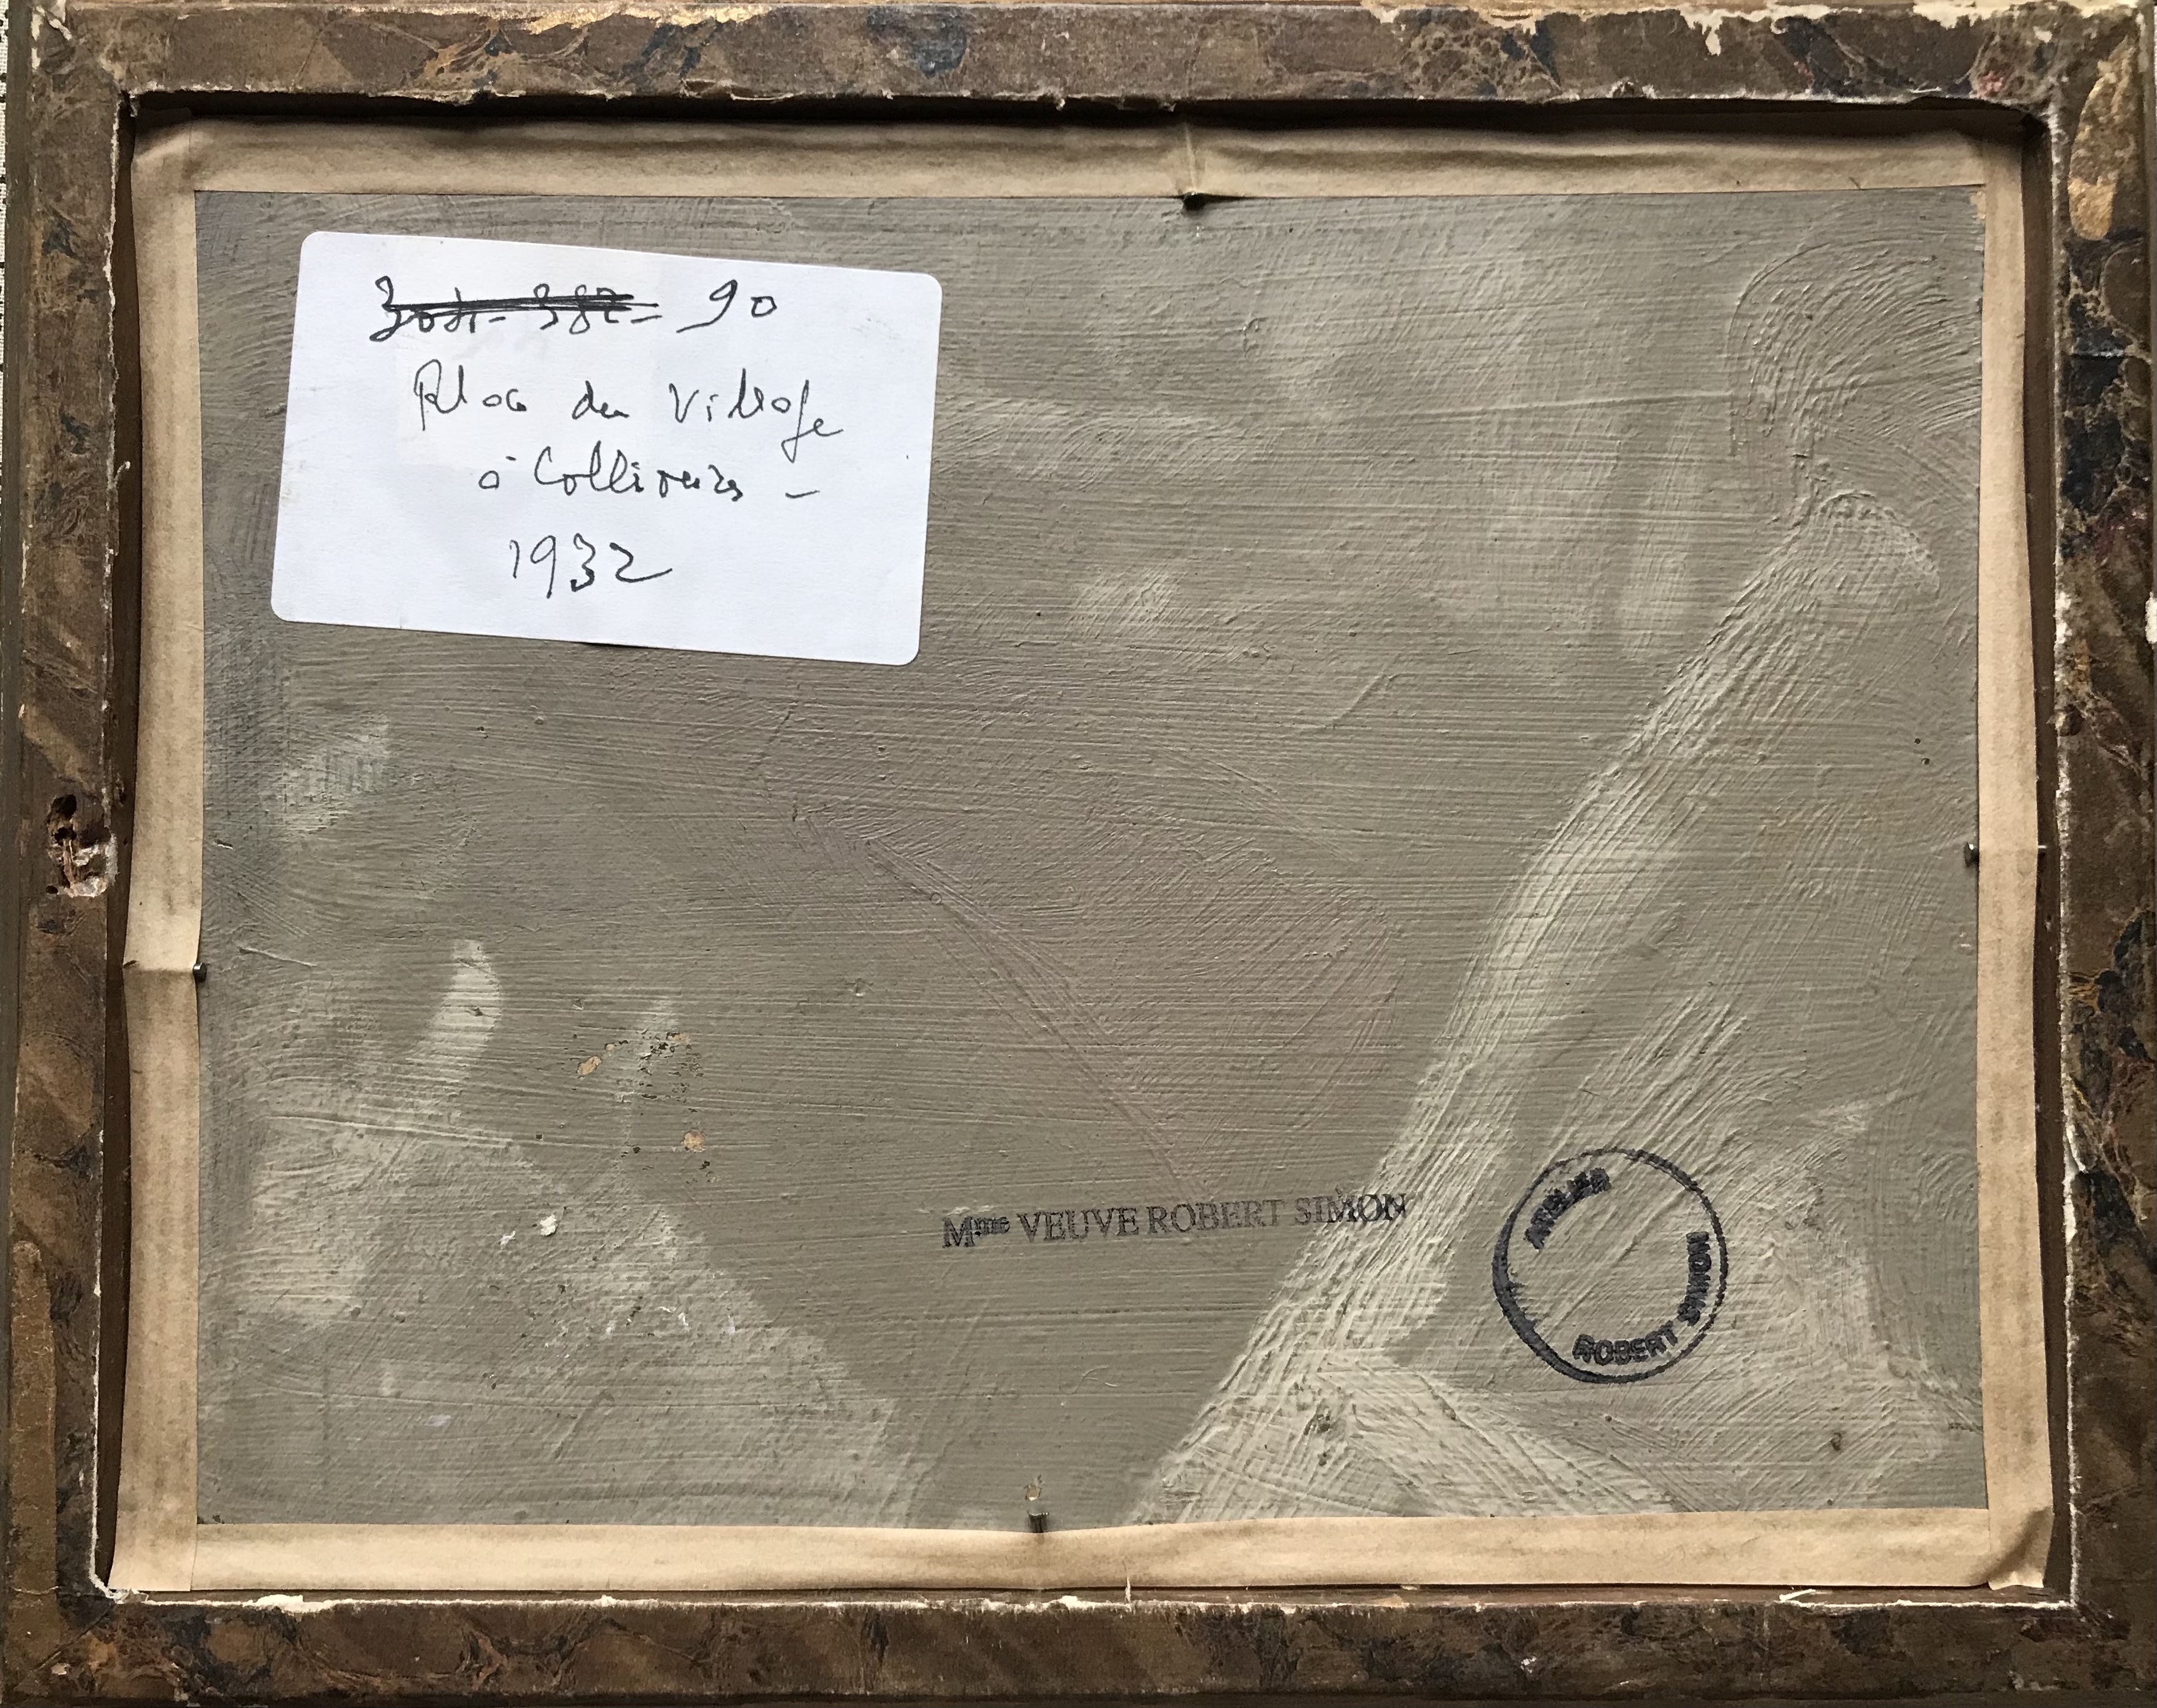 90
Place du Village
à Collioure -
1932
Mme VEUVE ROBERT SIMON
ATELIER
ROBERT SIMON